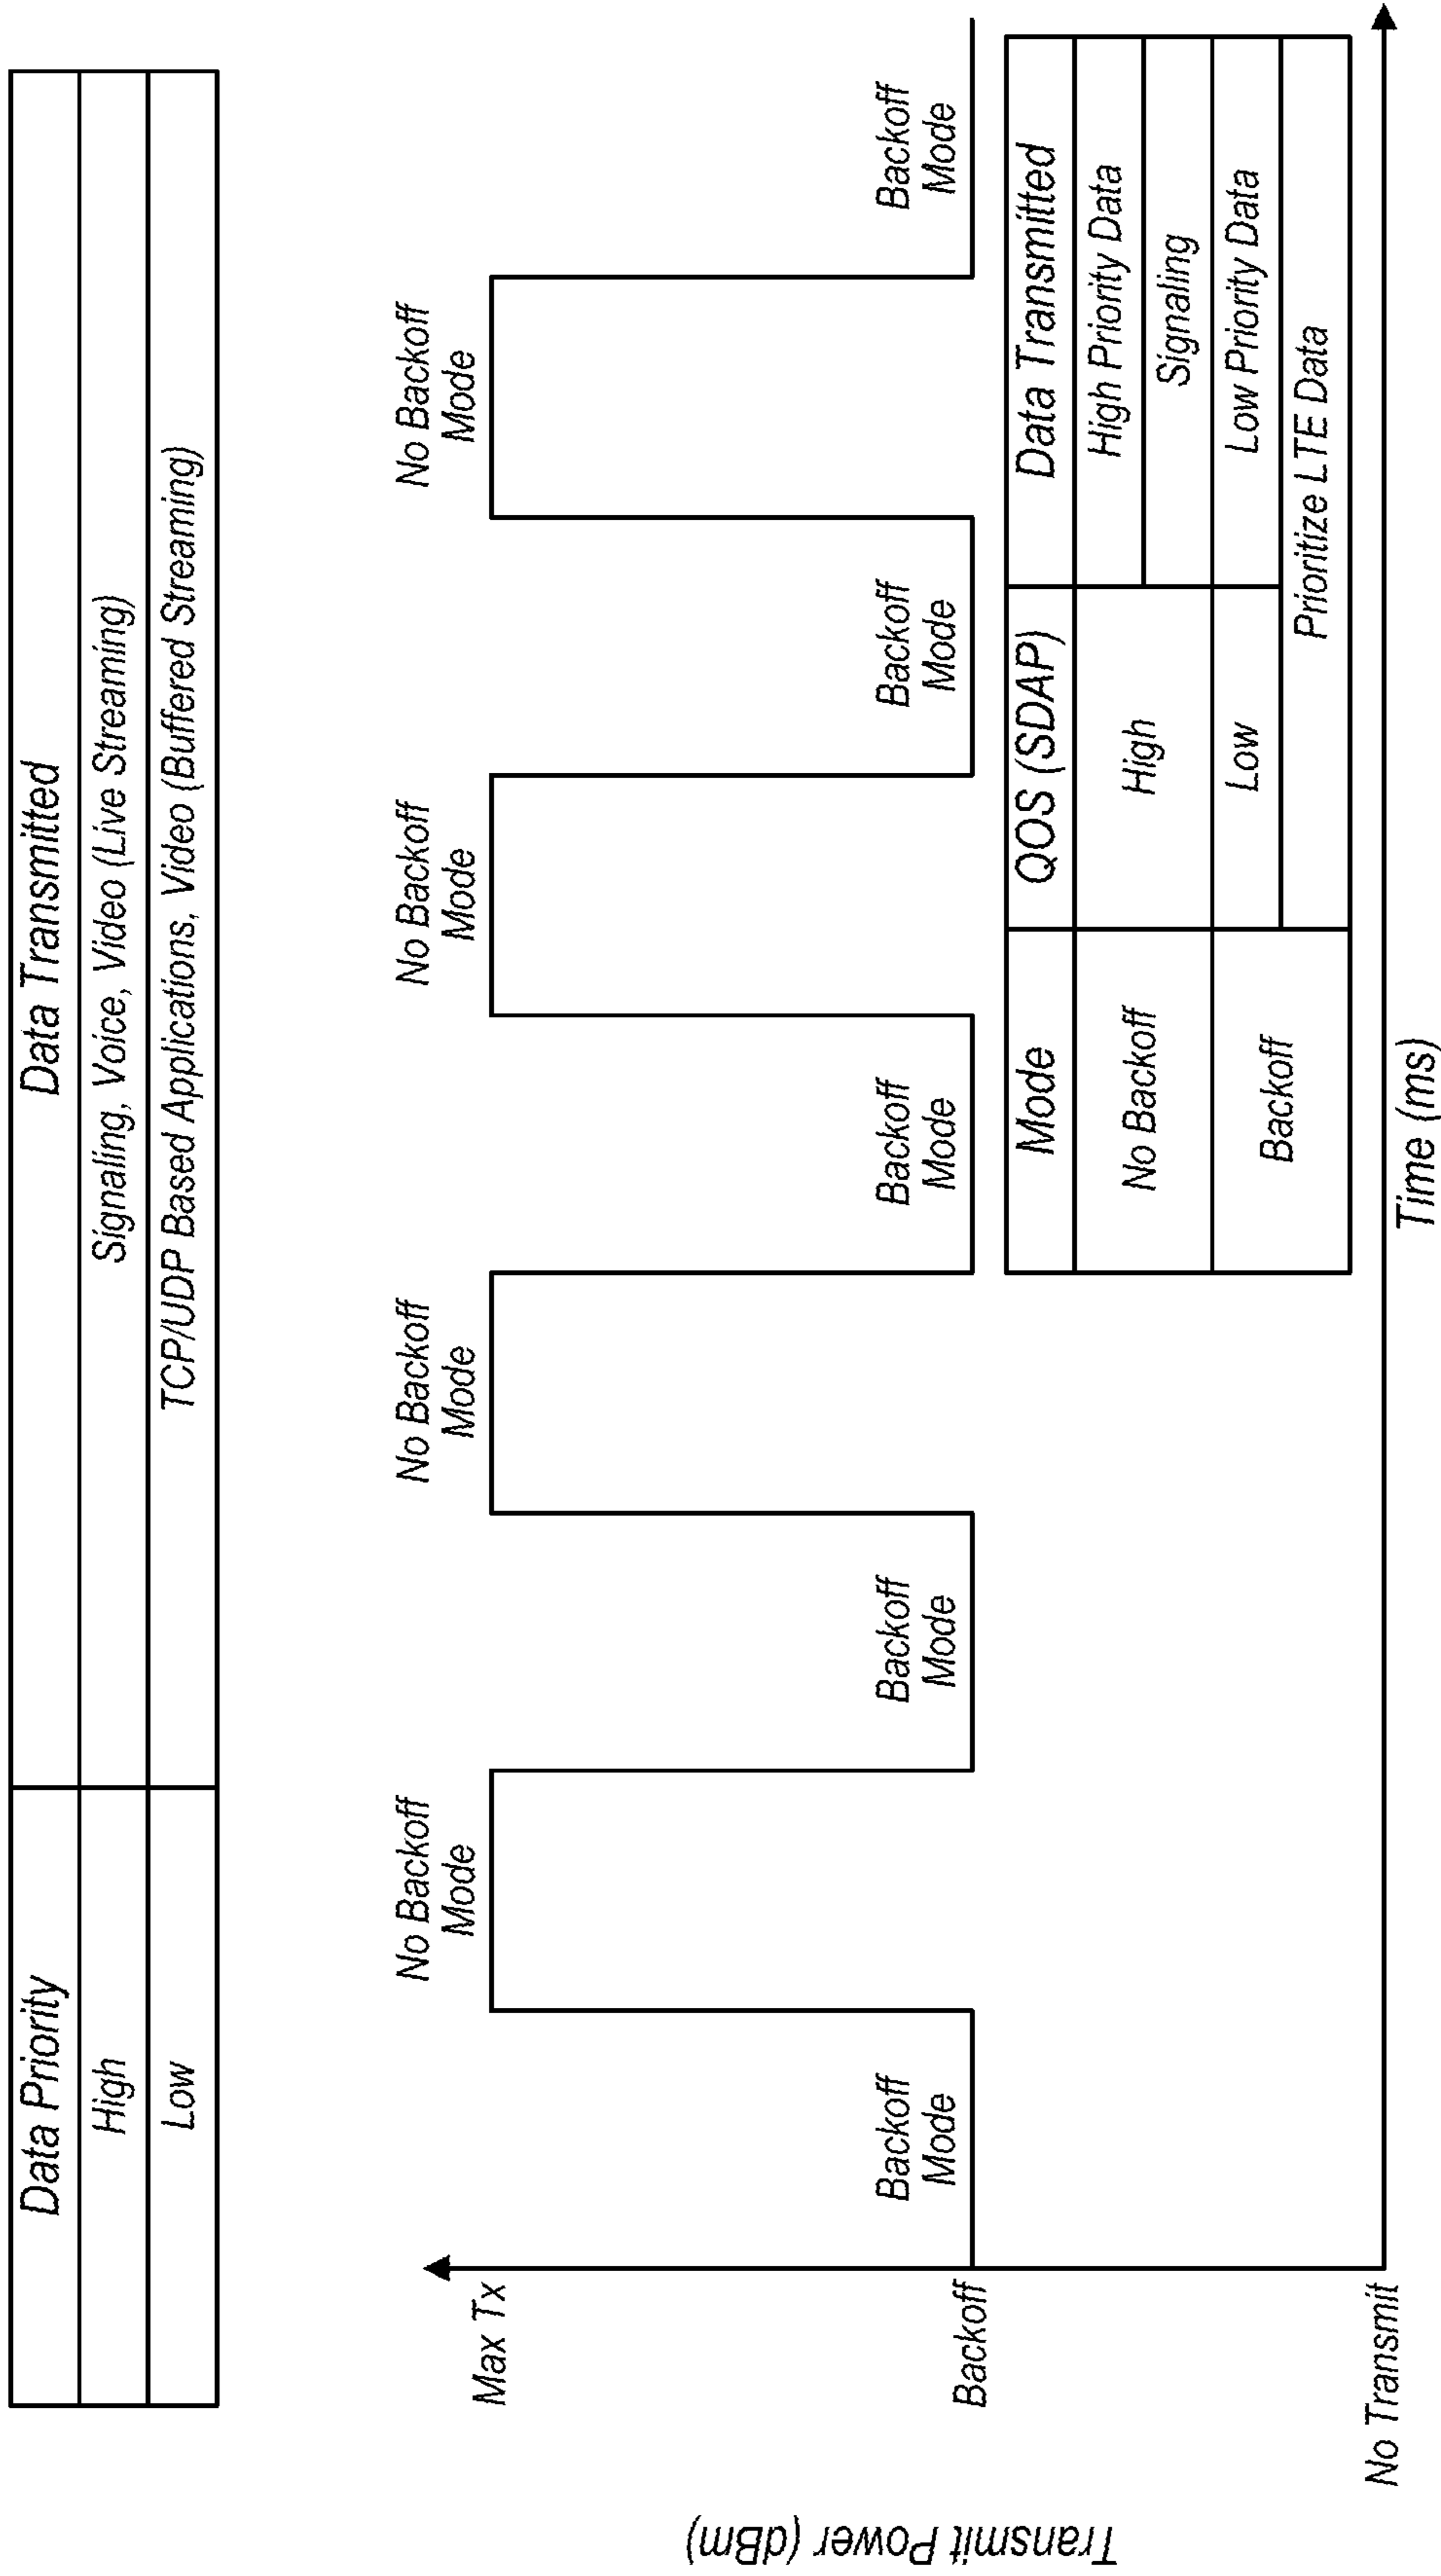 Data Priority
Data Transmitted
High
Signaling, Voice, Video (Live Streaming)
Low
TCP/UDP Based Applications, Video (Buffered Streaming)
Transmit Power (dBm)
Max Tx
Backoff
No Transmit
Backoff
Mode
No Backoff
Mode
Backoff
Mode
No Backoff
Mode
Backoff
Mode
No Backoff
Mode
Backoff
Mode
No Backoff
Mode
Backoff
Mode
Mode
QOS (SDAP)
Data Transmitted
No Backoff
High
High Priority Data
Signaling
Backoff
Low
Low Priority Data
Prioritize LTE Data
Time (ms)